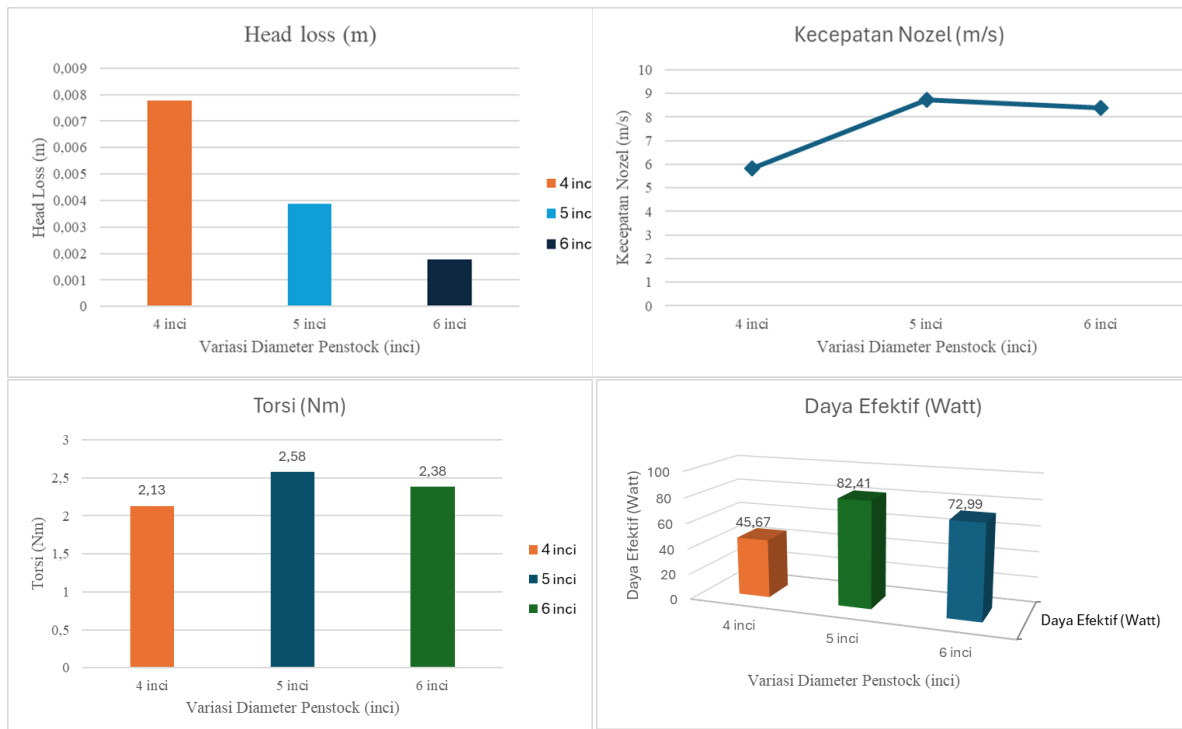 Head loss (m)
0,009
0,008
0,007
0,006
0,005
0,004
0,003
0,002
0,001
0
Head Loss (m)
4 inci
5 inci
6 inci
Variasi Diameter Penstock (inci)
4 inc
5 inc
6 inc
Kecepatan Nozel (m/s)
10
9
8
7
6
5
4
3
2
1
0
Kecepatan Nozel (m/s)
4 inci
5 inci
6 inci
Variasi Diameter Penstock (inci)
Torsi (Nm)
3
2,5
2
1,5
1
0,5
0
Torsi (Nm)
2,13
2,58
2,38
4 inci
5 inci
6 inci
Variasi Diameter Penstock (inci)
4 inci
5 inci
6 inci
Daya Efektif (Watt)
100
80
60
40
20
0
Daya Efektif (Watt)
45,67
82,41
72,99
4 inci
5 inci
6 inci
Daya Efektif (Watt)
Variasi Diameter Penstock (inci)